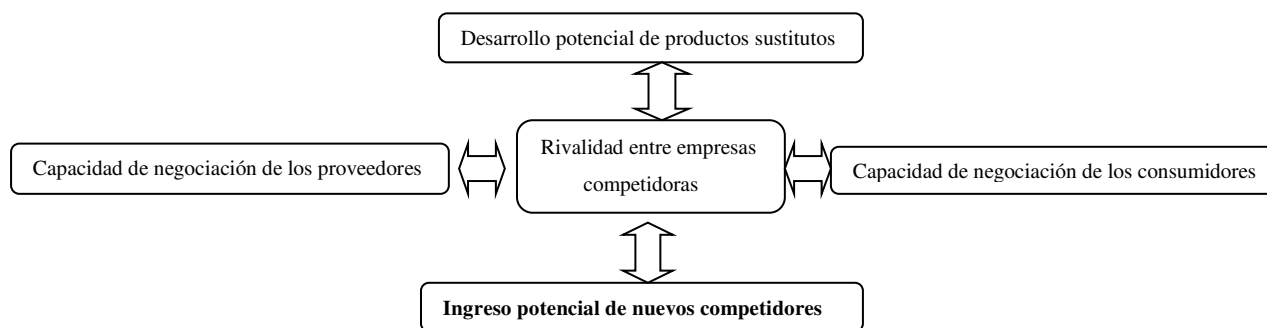 Desarrollo potencial de productos sustitutos
Capacidad de negociación de los proveedores
Rivalidad entre empresas
competidoras
Capacidad de negociación de los consumidores
Ingreso potencial de nuevos competidores